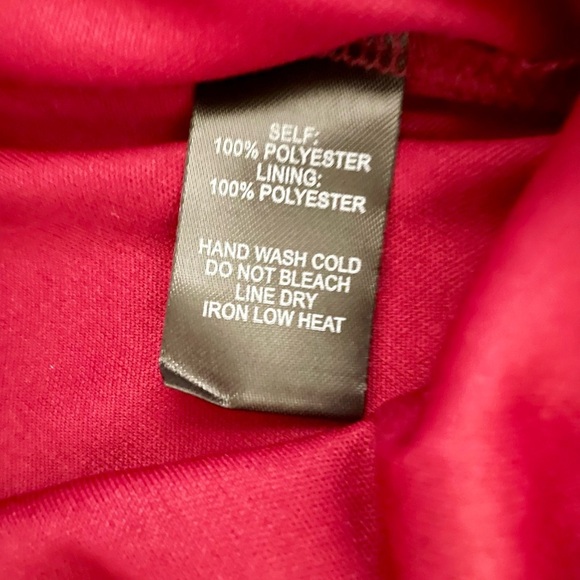 SELF:
100% POLYESTER
LINING:
100% POLYESTER
HAND WASH COLD
DO NOT BLEACH
LINE DRY
IRON LOW HEAT